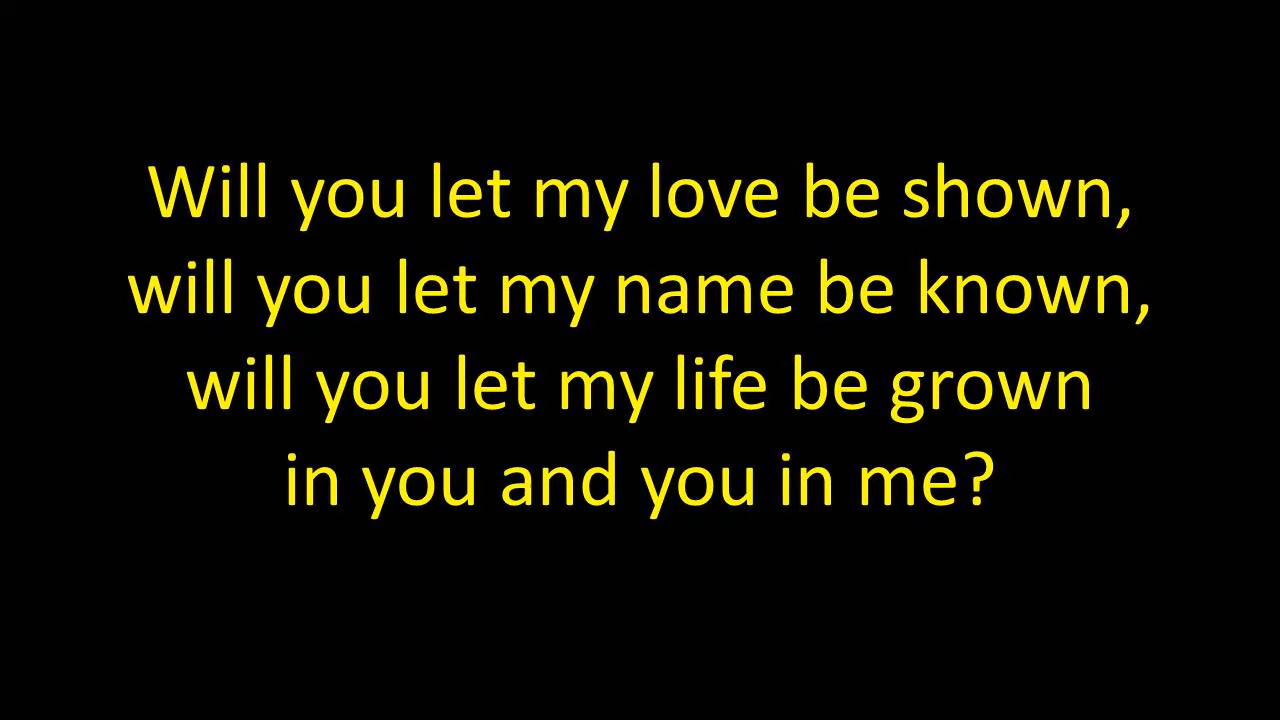 Will you let my love be shown,
will you let my name be known,
will you let my life be grown
in you and you in me?